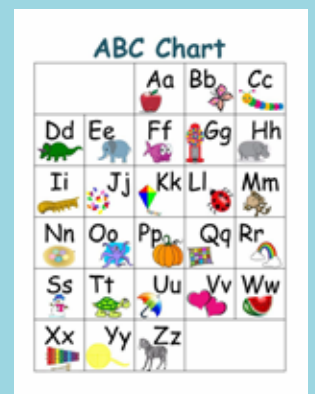 ABC Chart
Aa Bb Cc
Dd Ee Ff Gg Hh
Ii Jj Kk Ll Mm
Nn Oo Pp Qq Rr
Ss Tt Uu Vv Ww
Xx Yy Zz